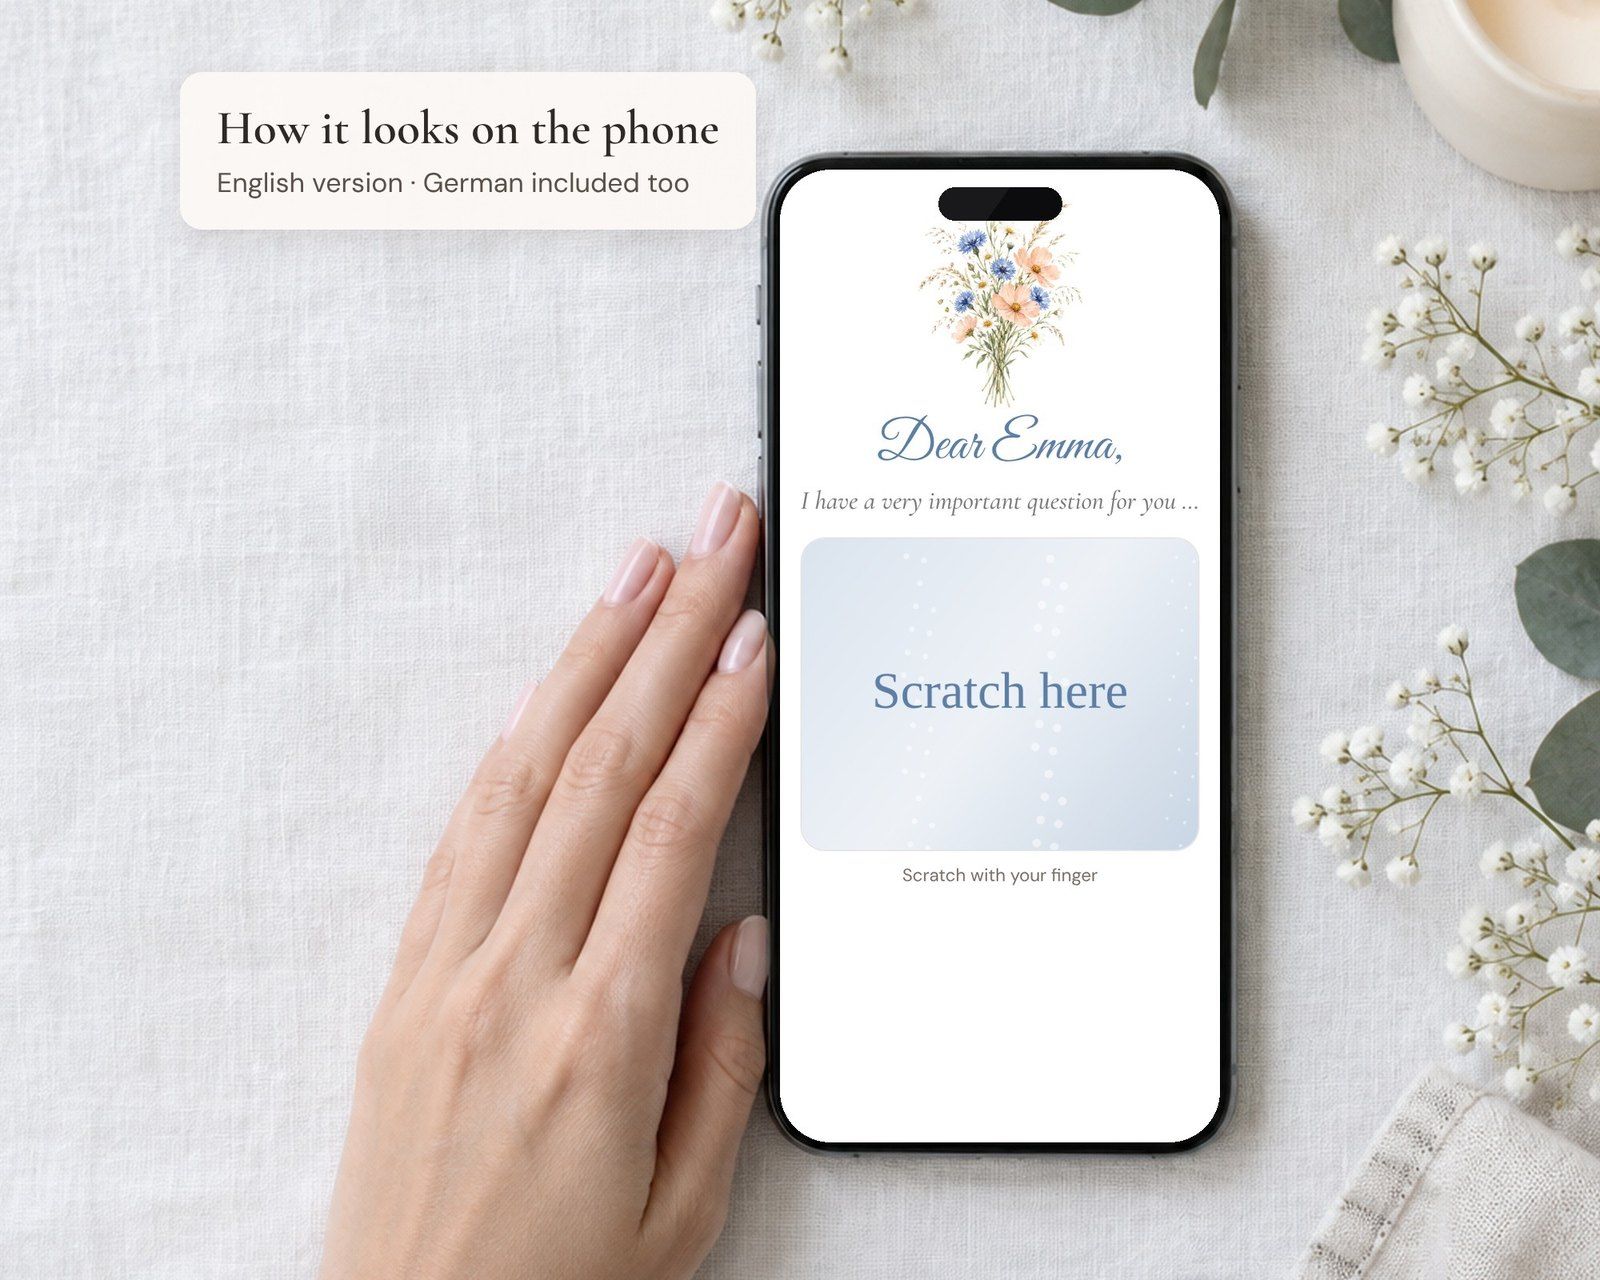 How it looks on the phone
English version · German included too
Dear Emma,
I have a very important question for you ...
Scratch here
Scratch with your finger